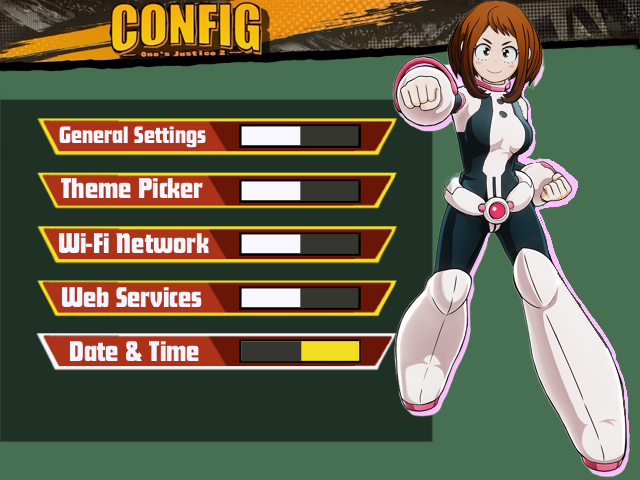 CONFIG
One's Justice 2
General Settings
Theme Picker
Wi-Fi Network
Web Services
Date & Time